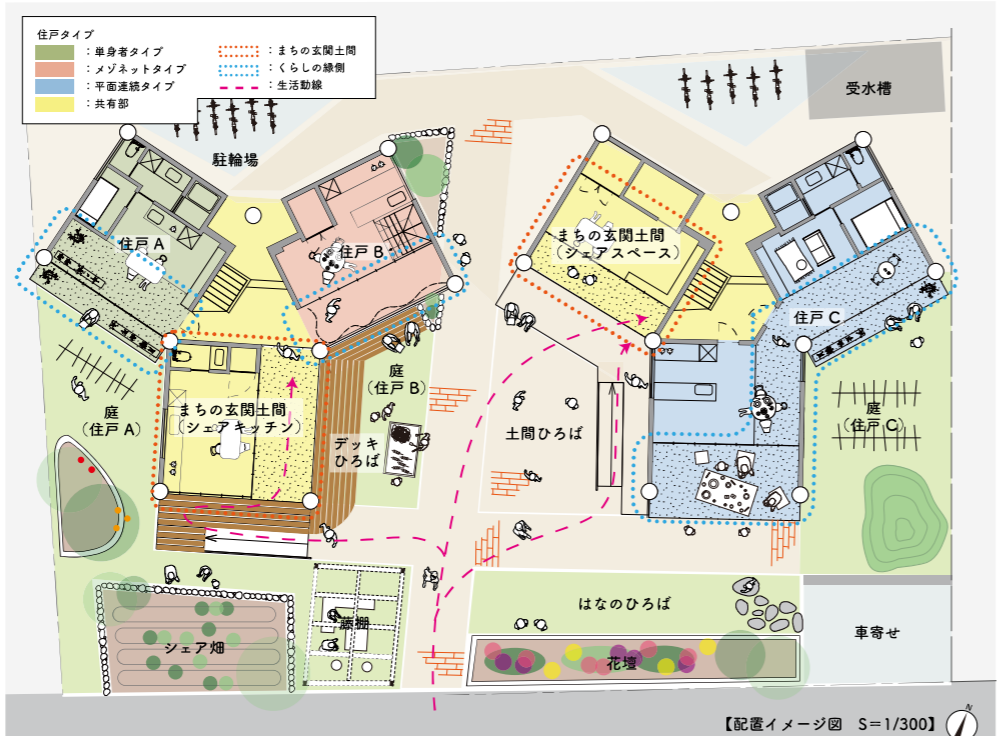 住戸タイプ
：単身者タイプ
：メゾネットタイプ
：平面連続タイプ
：共有部
：まちの玄関土間
：くらしの縁側
：生活動線
駐輪場
受水槽
住戸 A
住戸 B
まちの玄関土間
（シェアスペース）
住戸 C
庭
（住戸 A）
まちの玄関土間
（シェアキッチン）
庭
（住戸 B）
デッキ
ひろば
土間ひろば
庭
（住戸 C）
シェア畑
藤棚
はなのひろば
花壇
車寄せ
【配置イメージ図 S＝1/300】
N